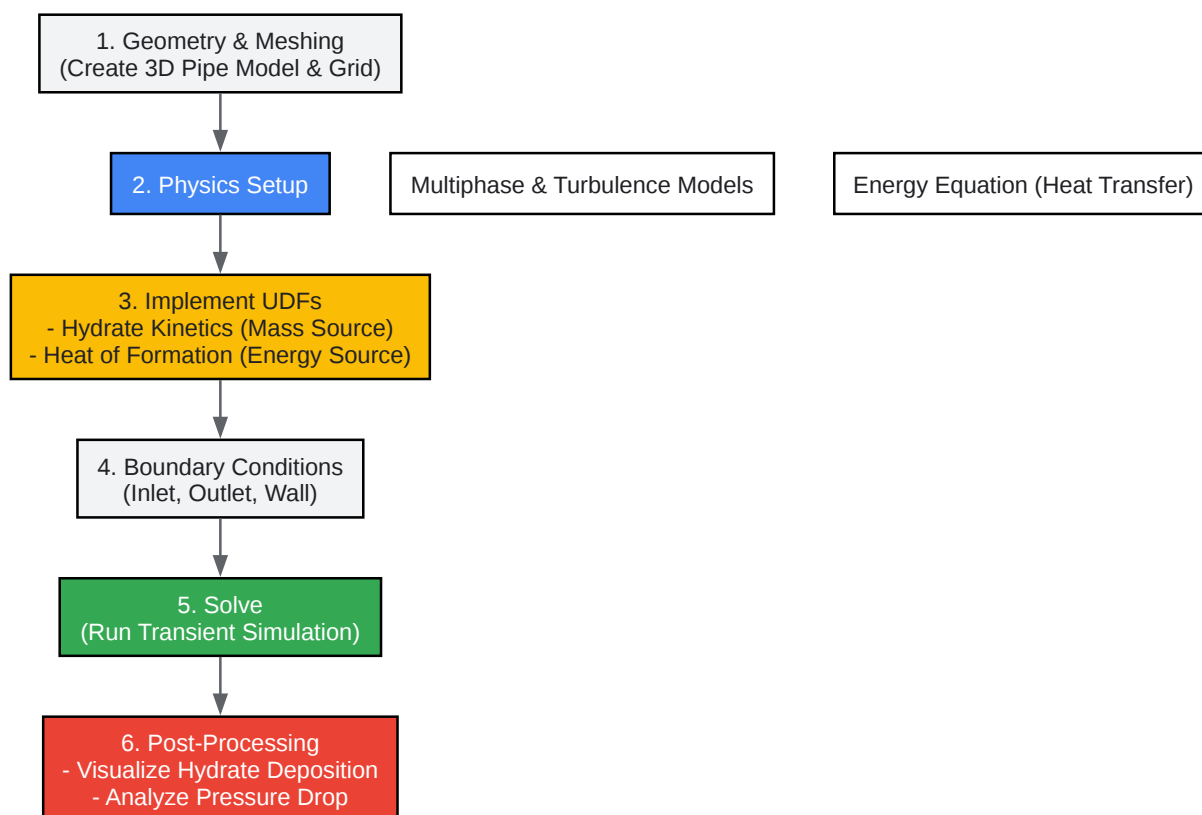 1. Geometry & Meshing
(Create 3D Pipe Model & Grid)
2. Physics Setup
Multiphase & Turbulence Models
Energy Equation (Heat Transfer)
3. Implement UDFs
- Hydrate Kinetics (Mass Source)
- Heat of Formation (Energy Source)
4. Boundary Conditions
(Inlet, Outlet, Wall)
5. Solve
(Run Transient Simulation)
6. Post-Processing
- Visualize Hydrate Deposition
- Analyze Pressure Drop